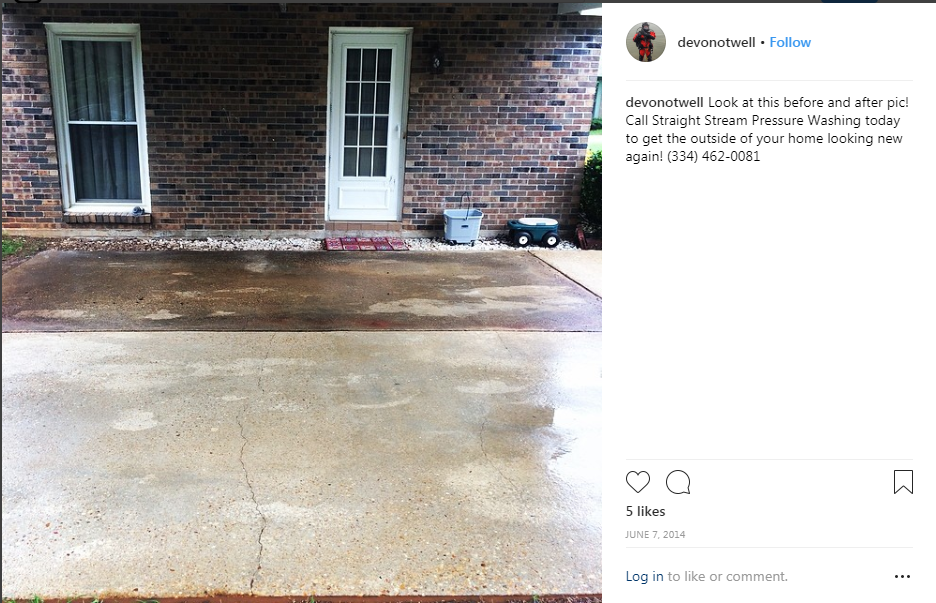 devonotwell • Follow
devonotwell Look at this before and after pic!
Call Straight Stream Pressure Washing today
to get the outside of your home looking new
again! (334) 462-0081
5 likes
JUNE 7, 2014
Log in to like or comment.